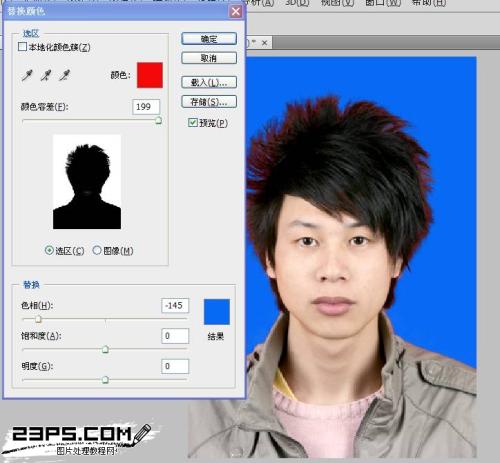 分析(A) 3D(D) 视图(V) 窗口(W) 帮助(H)
替换颜色
选区
本地化颜色簇(Z)
颜色:
颜色容差(F): 199
选区(C) 图像(M)
确定
取消
载入(L)...
存储(S)...
预览(P)
替换
色相(H): -145
饱和度(A): 0
明度(G): 0
结果
23PS.COM
图片处理教程网